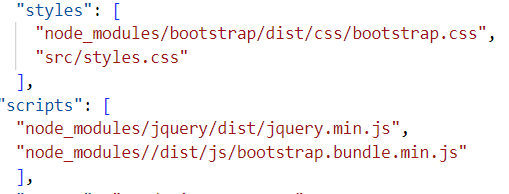 "styles": [
"node_modules/bootstrap/dist/css/bootstrap.css",
"src/styles.css"
],
"scripts": [
"node_modules/jquery/dist/jquery.min.js",
"node_modules//dist/js/bootstrap.bundle.min.js"
],